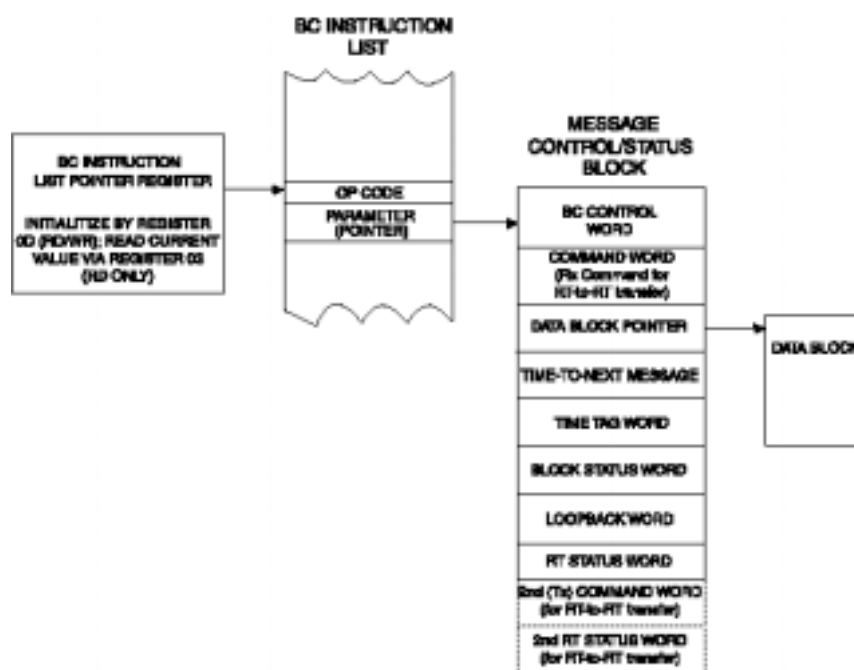 BC INSTRUCTION
LIST
BC INSTRUCTION
LIST POINTER REGISTER
INITIALITIZE BY REGISTER
0D (RD/WR); READ CURRENT
VALUE VIA REGISTER 03
(RD ONLY)
OP CODE
PARAMETER
(POINTER)
MESSAGE
CONTROL/STATUS
BLOCK
BC CONTROL
WORD
COMMAND WORD
(Rx Command for
RT-to-RT transfer)
DATA BLOCK POINTER
TIME-TO-NEXT MESSAGE
TIME TAG WORD
BLOCK STATUS WORD
LOOPBACK WORD
RT STATUS WORD
2nd (Tx) COMMAND WORD
(for RT-to-RT transfer)
2nd RT STATUS WORD
(for RT-to-RT transfer)
DATA BLOCK